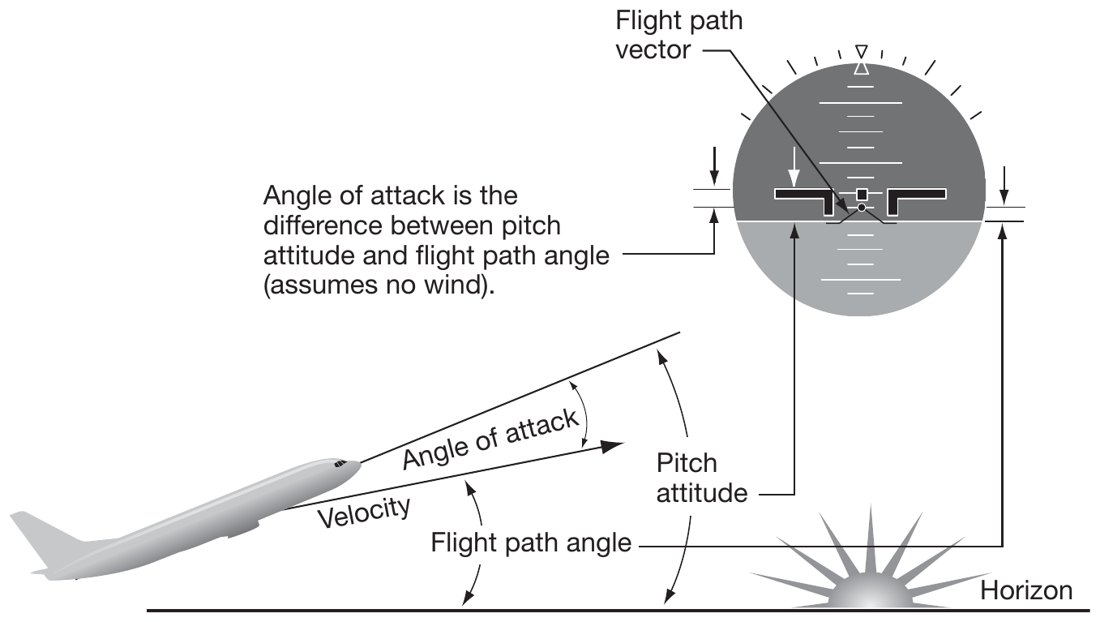 Flight path
vector
Angle of attack is the
difference between pitch
attitude and flight path angle
(assumes no wind).
Angle of attack
Velocity
Pitch
attitude
Flight path angle
Horizon